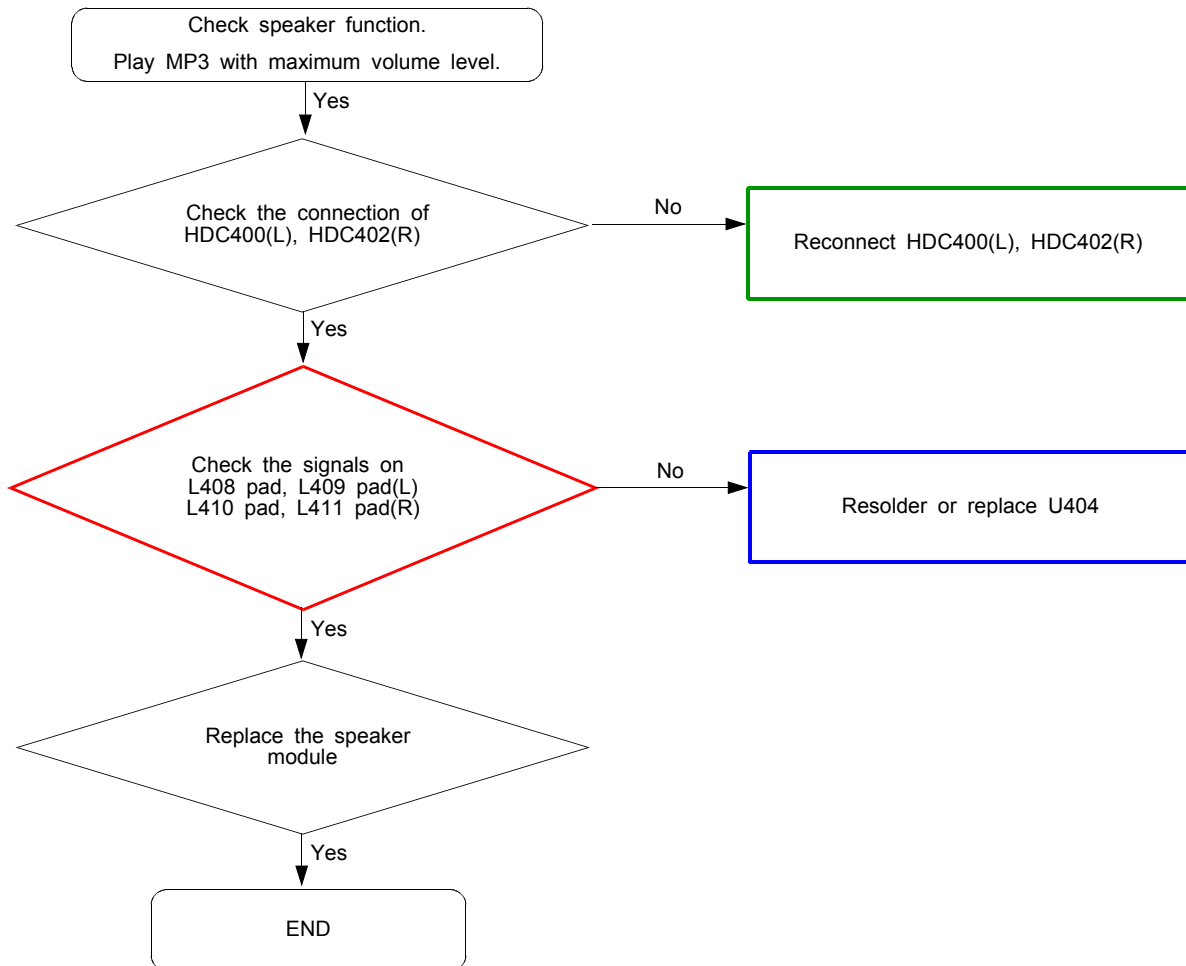 Check speaker function.
Play MP3 with maximum volume level.
Yes
Check the connection of
HDC400(L), HDC402(R)
No
Reconnect HDC400(L), HDC402(R)
Yes
Check the signals on
L408 pad, L409 pad(L)
L410 pad, L411 pad(R)
No
Resolder or replace U404
Yes
Replace the speaker
module
Yes
END